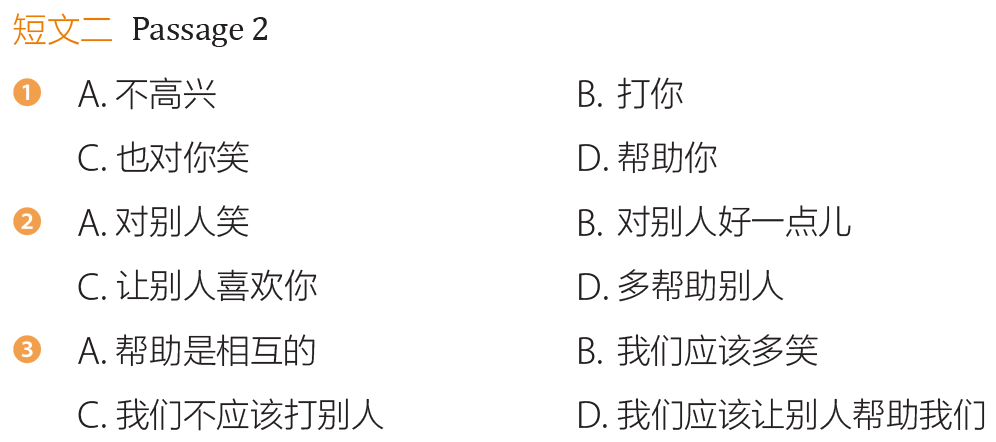 短文二 Passage 2
1 A. 不高兴 B. 打你
C. 也对你笑 D. 帮助你
2 A. 对别人笑 B. 对别人好一点儿
C. 让别人喜欢你 D. 多帮助别人
3 A. 帮助是相互的 B. 我们应该多笑
C. 我们不应该打别人 D. 我们应该让别人帮助我们